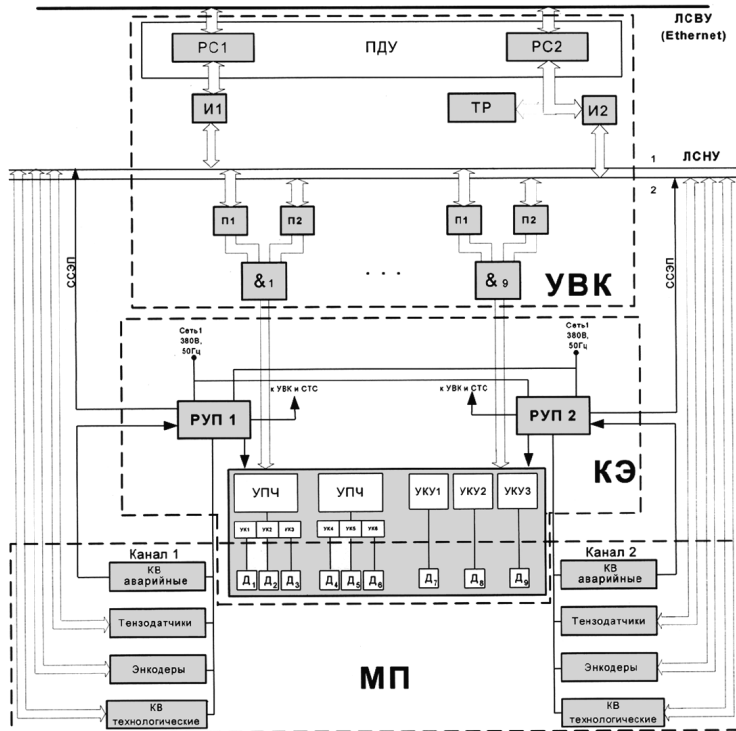 ЛСВУ
(Ethernet)
РС1
ПДУ
РС2
И1
ТР
И2
1
ЛСНУ
2
П1
П2
П1
П2
&1
. . .
&9
УВК
ССЭП
ССЭП
Сеть1
380В,
50Гц
Сеть1
380В,
50Гц
к УВК и СТС
к УВК и СТС
РУП 1
РУП 2
КЭ
УПЧ
УПЧ
УКУ1
УКУ2
УКУ3
УК1
УК2
УК3
УК4
УК5
УК6
Канал 1
Канал 2
КВ
аварийные
Д1
Д2
Д3
Д4
Д5
Д6
Д7
Д8
Д9
КВ
аварийные
Тензодатчики
Тензодатчики
Энкодеры
МП
Энкодеры
КВ
технологические
КВ
технологические